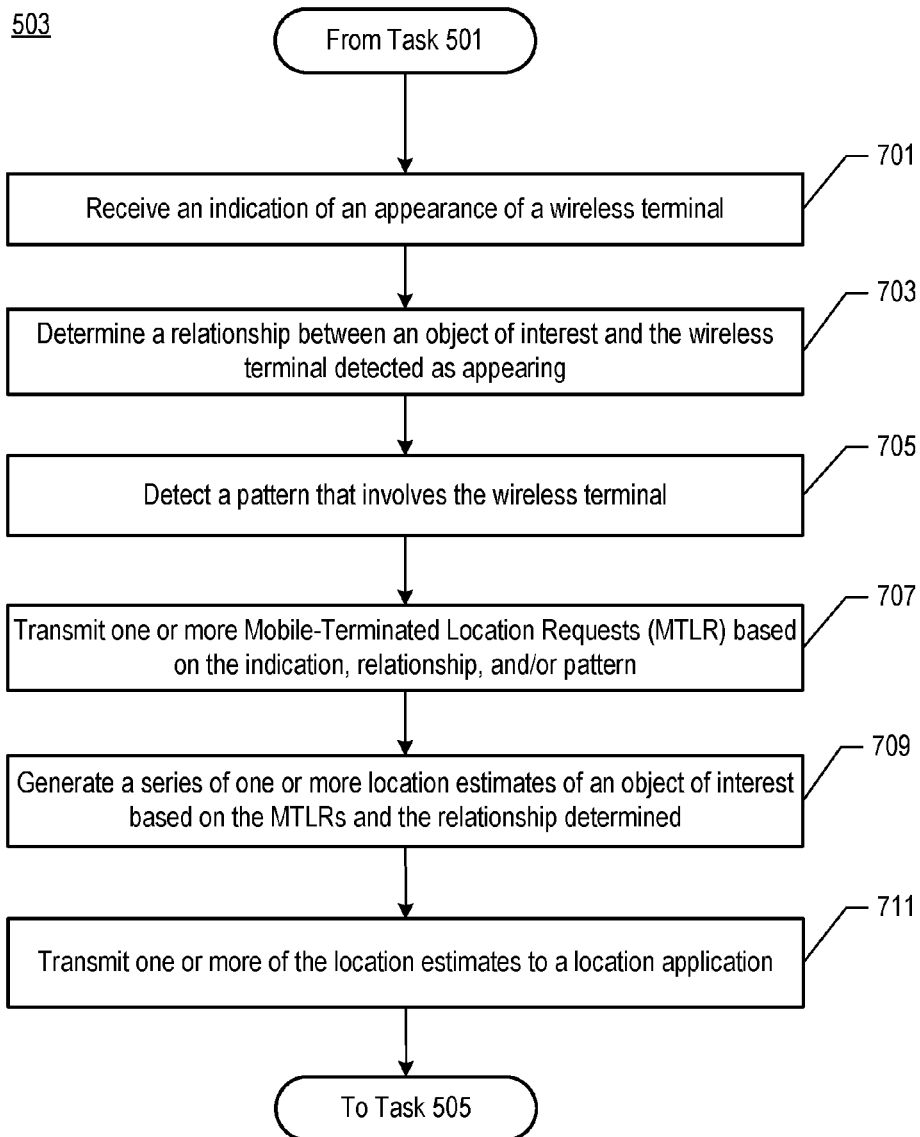 503
From Task 501
701
Receive an indication of an appearance of a wireless terminal
703
Determine a relationship between an object of interest and the wireless
terminal detected as appearing
705
Detect a pattern that involves the wireless terminal
707
Transmit one or more Mobile-Terminated Location Requests (MTLR) based
on the indication, relationship, and/or pattern
709
Generate a series of one or more location estimates of an object of interest
based on the MTLRs and the relationship determined
711
Transmit one or more of the location estimates to a location application
To Task 505